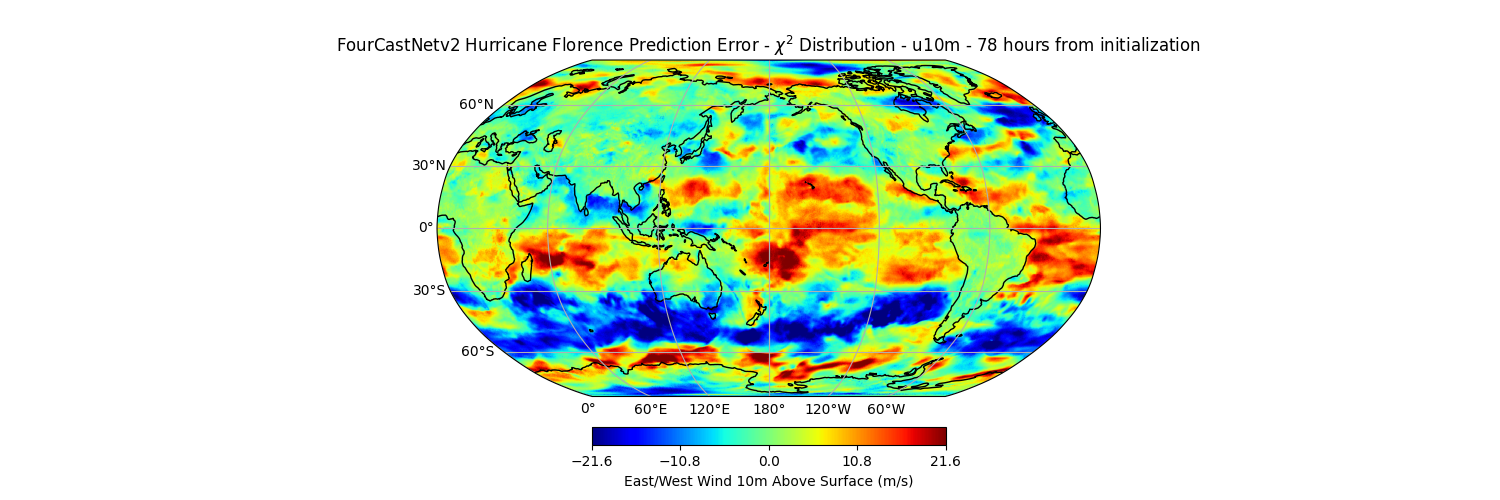 FourCastNetv2 Hurricane Florence Prediction Error - χ² Distribution - u10m - 78 hours from initialization
60°N
30°N
0°
30°S
60°S
0° 60°E 120°E 180° 120°W 60°W
−21.6 −10.8 0.0 10.8 21.6
East/West Wind 10m Above Surface (m/s)